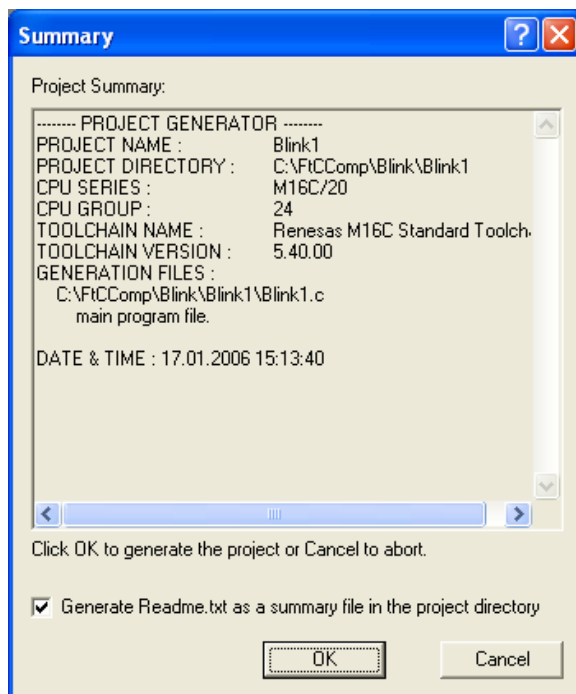 Summary
Project Summary:
-------- PROJECT GENERATOR --------
PROJECT NAME : Blink1
PROJECT DIRECTORY : C:\FtCComp\Blink\Blink1
CPU SERIES : M16C/20
CPU GROUP : 24
TOOLCHAIN NAME : Renesas M16C Standard Toolch
TOOLCHAIN VERSION : 5.40.00
GENERATION FILES :
C:\FtCComp\Blink\Blink1\Blink1.c
main program file.
DATE & TIME : 17.01.2006 15:13:40
Click OK to generate the project or Cancel to abort.
Generate Readme.txt as a summary file in the project directory
OK
Cancel